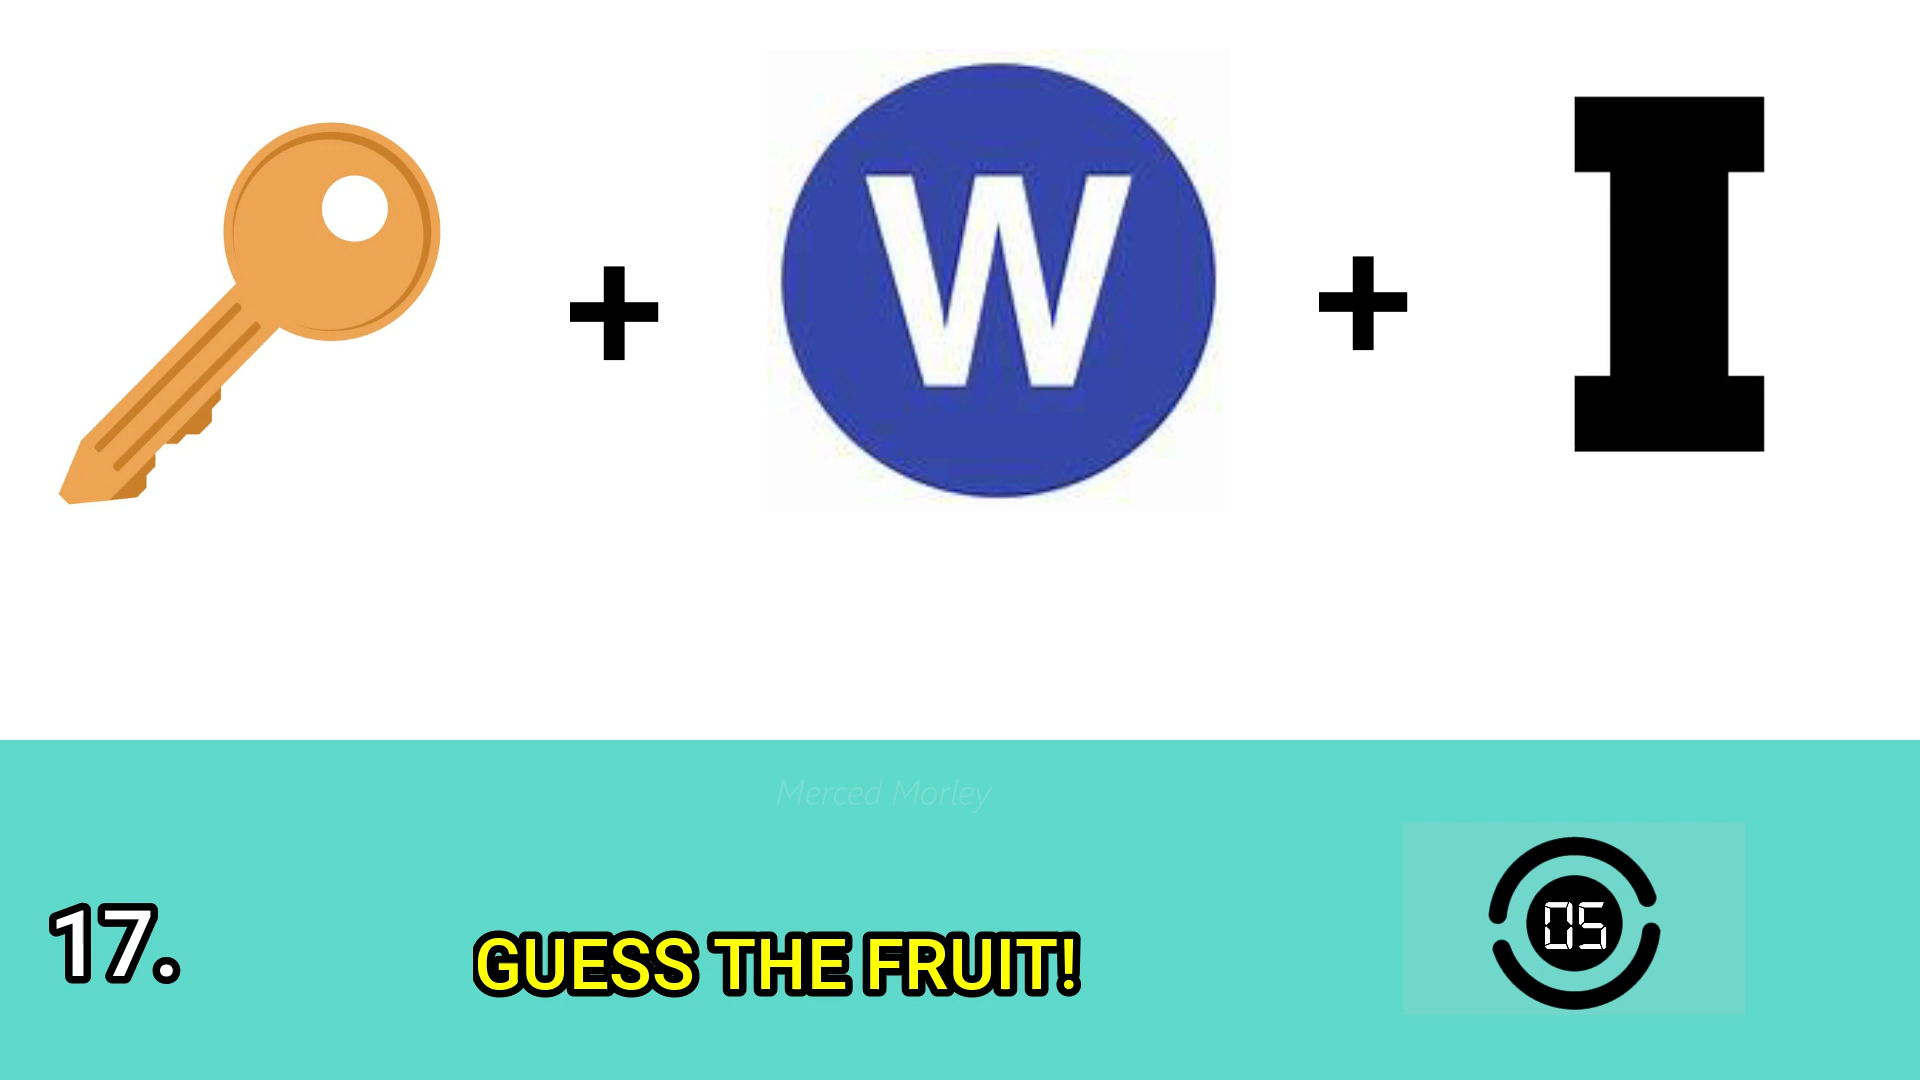 + W + I
Merced Morley
17.
GUESS THE FRUIT!
05